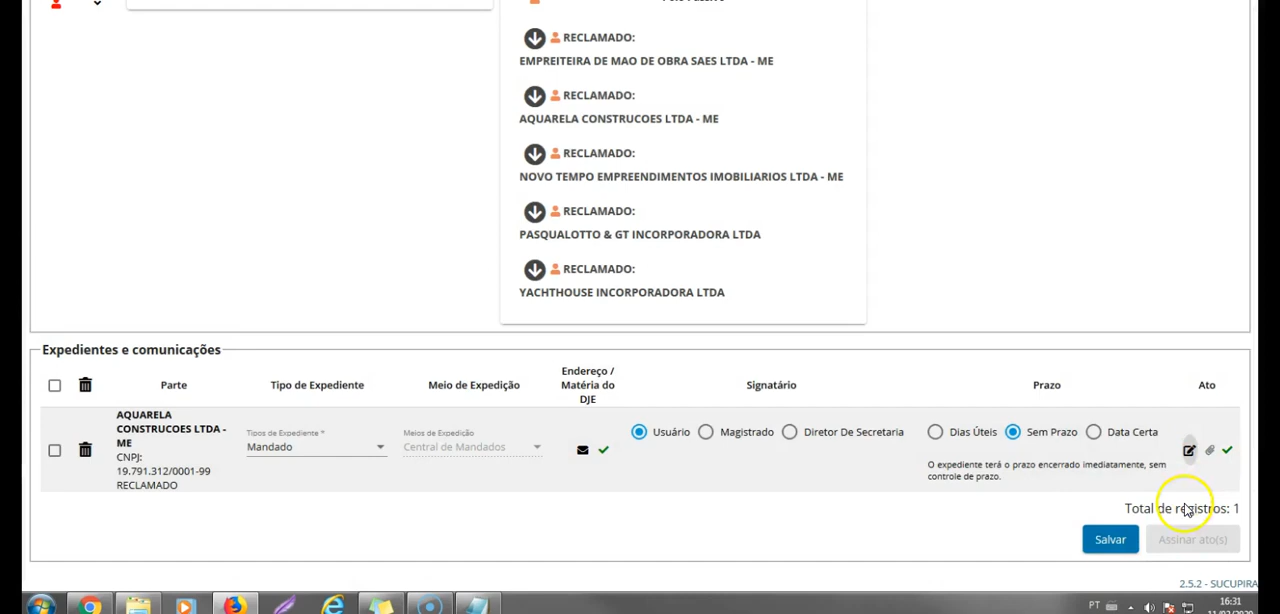 RECLAMADO:
EMPREITEIRA DE MAO DE OBRA SAES LTDA - ME
RECLAMADO:
AQUARELA CONSTRUCOES LTDA - ME
RECLAMADO:
NOVO TEMPO EMPREENDIMENTOS IMOBILIARIOS LTDA - ME
RECLAMADO:
PASQUALOTTO & GT INCORPORADORA LTDA
RECLAMADO:
YACHTHOUSE INCORPORADORA LTDA
Expedientes e comunicações
Parte
Tipo de Expediente
Meio de Expedição
Endereço /
Matéria do
DJE
Signatário
Prazo
Ato
AQUARELA
CONSTRUCOES LTDA -
ME
CNPJ:
19.791.312/0001-99
RECLAMADO
Tipos de Expediente *
Mandado
Meios de Expedição
Central de Mandados
Usuário
Magistrado
Diretor De Secretaria
Dias Úteis
Sem Prazo
Data Certa
O expediente terá o prazo encerrado imediatamente, sem
controle de prazo.
Total de registros: 1
Salvar
Assinar ato(s)
2.5.2 - SUCUPIRA
PT
16:31